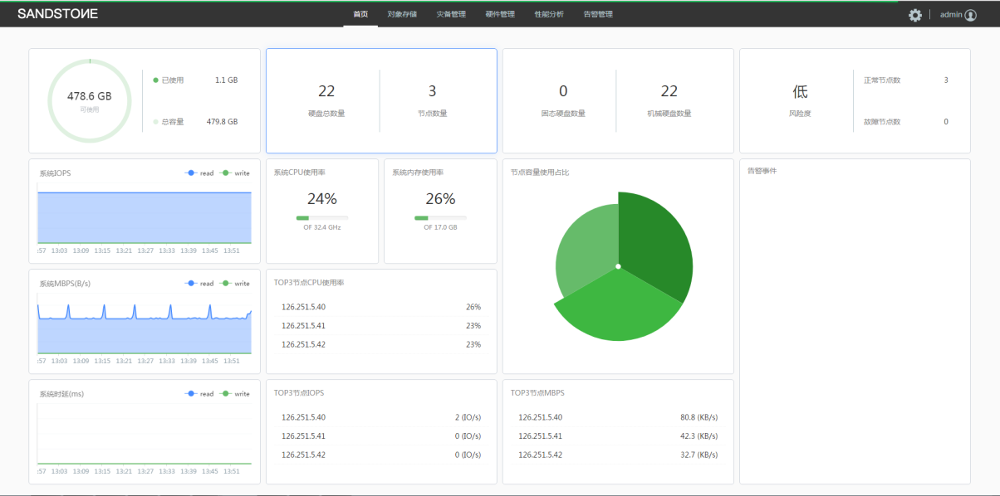 SANDSTONE
首页 对象存储 灾备管理 硬件管理 性能分析 告警管理
admin
478.6 GB
可使用
已使用 1.1 GB
总容量 479.8 GB
22
硬盘总数量
3
节点数量
0
固态硬盘数量
22
机械硬盘数量
低
风险度
正常节点数 3
故障节点数 0
系统IOPS read write
:57 13:03 13:09 13:15 13:21 13:27 13:33 13:39 13:45 13:51
系统CPU使用率
24%
OF 32.4 GHz
系统内存使用率
26%
OF 17.0 GB
节点容量使用占比
告警事件
系统MBPS(B/s) read write
:57 13:03 13:09 13:15 13:21 13:27 13:33 13:39 13:45 13:51
TOP3节点CPU使用率
126.251.5.40 26%
126.251.5.41 23%
126.251.5.42 23%
系统时延(ms) read write
:57 13:03 13:09 13:15 13:21 13:27 13:33 13:39 13:45 13:51
TOP3节点IOPS
126.251.5.40 2 (IO/s)
126.251.5.41 0 (IO/s)
126.251.5.42 0 (IO/s)
TOP3节点MBPS
126.251.5.40 80.8 (KB/s)
126.251.5.41 42.3 (KB/s)
126.251.5.42 32.7 (KB/s)